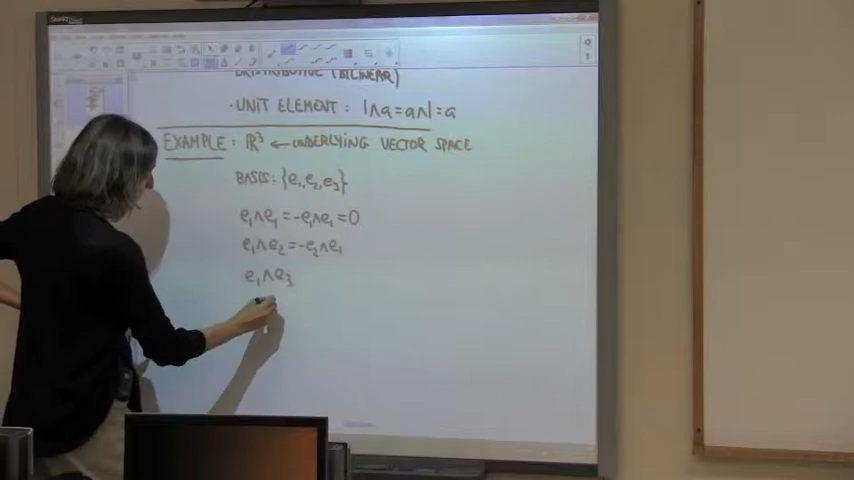 DISTRIBUTIVE (BILINEAR)
· UNIT ELEMENT : 1∧a=a∧1=a
EXAMPLE : ℝ³ ← UNDERLYING VECTOR SPACE
BASIS: {e₁,e₂,e₃}
e₁∧e₁=-e₁∧e₁=0
e₁∧e₂=-e₂∧e₁
e₁∧e₃